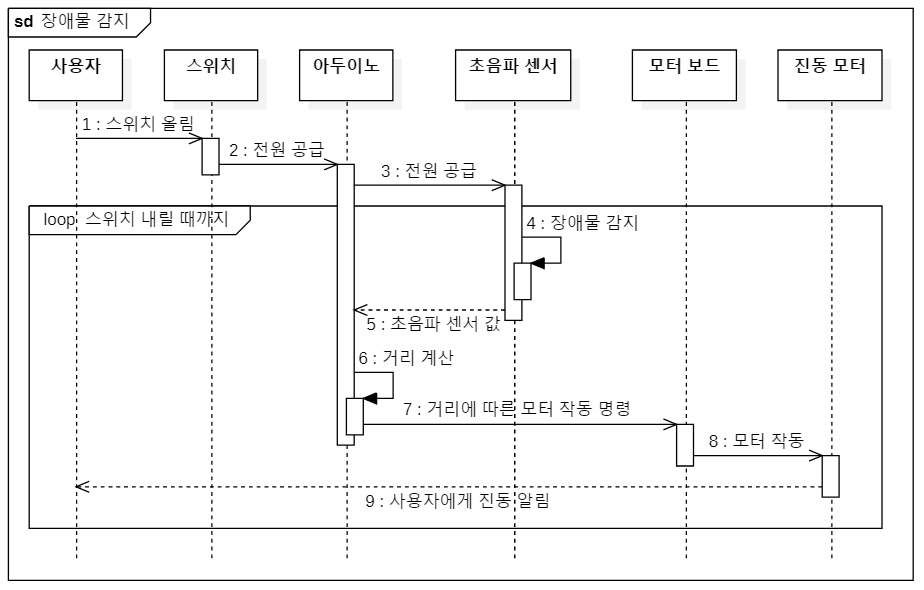 sd 장애물 감지
사용자 스위치 아두이노 초음파 센서 모터 보드 진동 모터
1 : 스위치 올림
2 : 전원 공급
3 : 전원 공급
loop 스위치 내릴 때까지
4 : 장애물 감지
5 : 초음파 센서 값
6 : 거리 계산
7 : 거리에 따른 모터 작동 명령
8 : 모터 작동
9 : 사용자에게 진동 알림